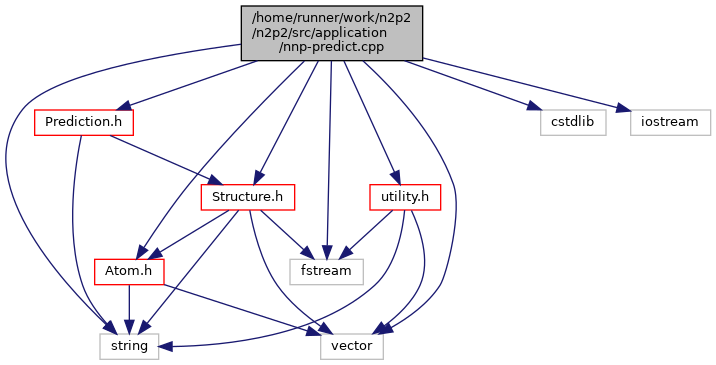 /home/runner/work/n2p2
/n2p2/src/application
/nnp-predict.cpp
Prediction.h
cstdlib
iostream
Structure.h
utility.h
Atom.h
fstream
string
vector